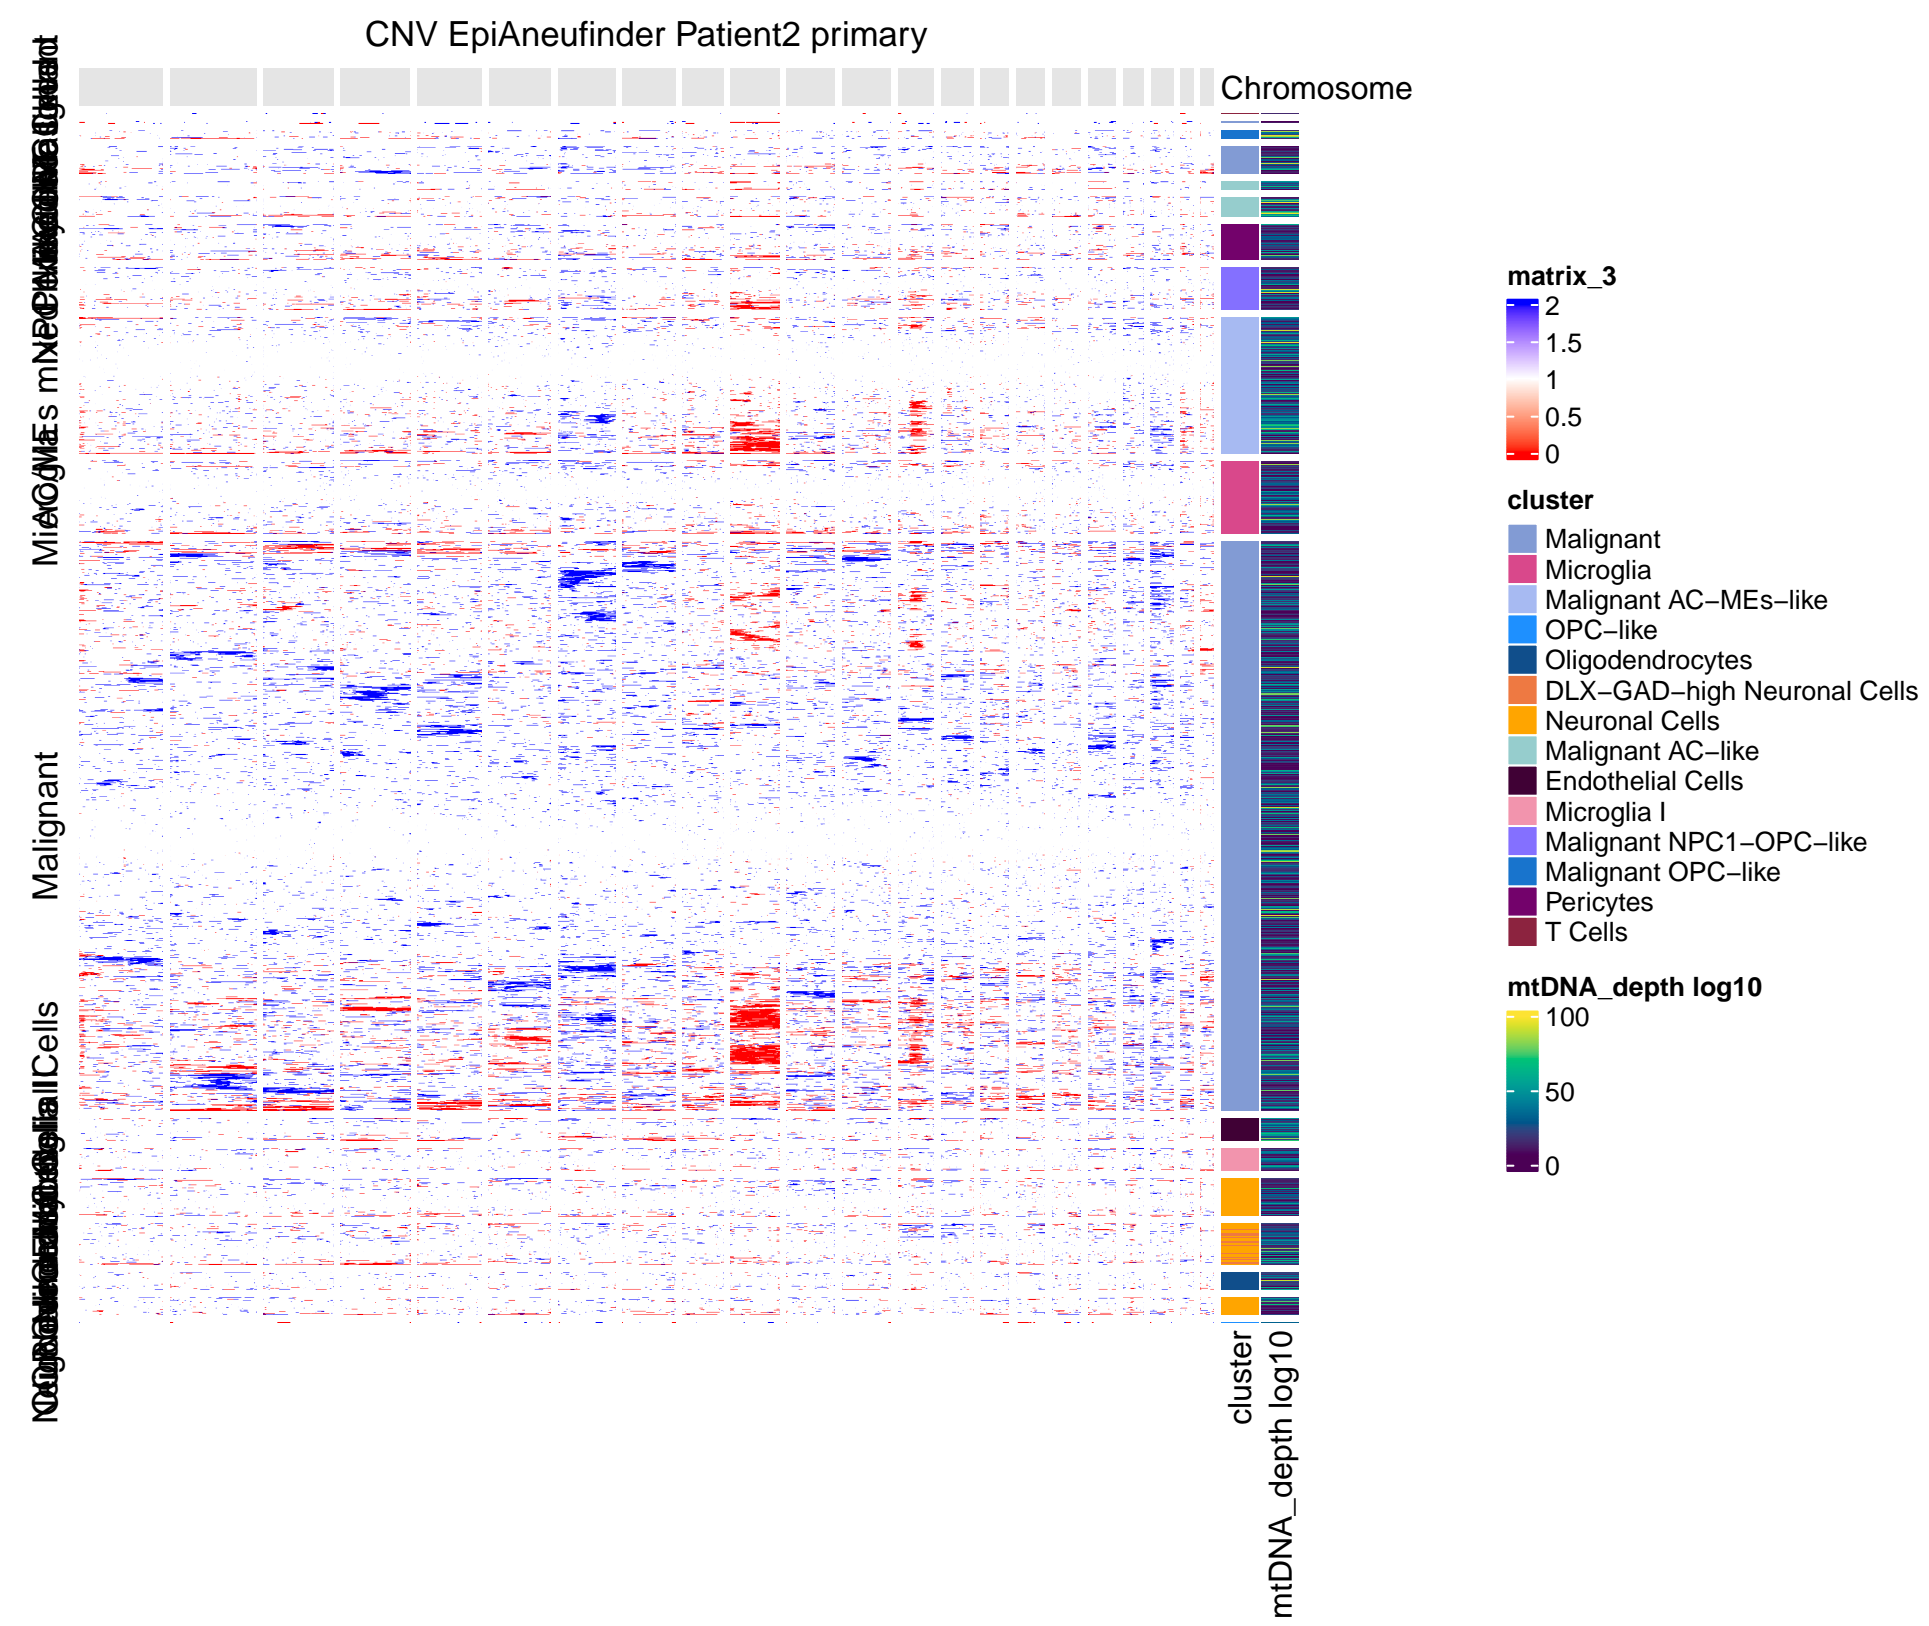 CNV EpiAneufinder Patient2 primary
Chromosome
Malignant
cluster
mtDNA_depth log10
matrix_3
2
1.5
1
0.5
0
cluster
Malignant
Microglia
Malignant AC−MEs−like
OPC−like
Oligodendrocytes
DLX−GAD−high Neuronal Cells
Neuronal Cells
Malignant AC−like
Endothelial Cells
Microglia I
Malignant NPC1−OPC−like
Malignant OPC−like
Pericytes
T Cells
mtDNA_depth log10
100
50
0